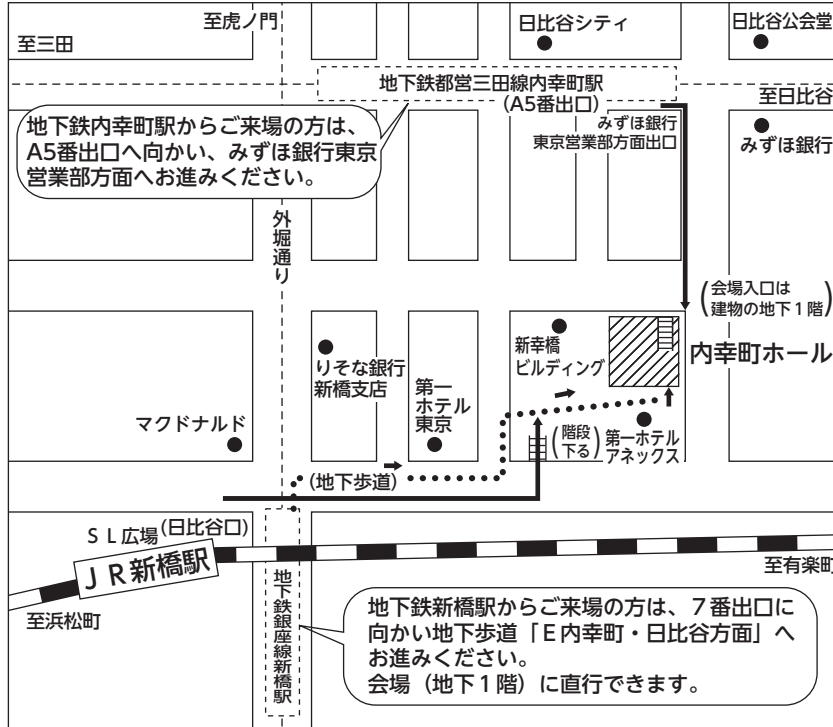 至虎ノ門
至三田
日比谷シティ
日比谷公会堂
地下鉄都営三田線内幸町駅
(A5番出口)
至日比谷
地下鉄内幸町駅からご来場の方は、
A5番出口へ向かい、みずほ銀行東京
営業部方面へお進みください。
みずほ銀行
東京営業部方面出口
みずほ銀行
外堀通り
(会場入口は
建物の地下1階)
内幸町ホール
新幸橋
ビルディング
りそな銀行
新橋支店
第一
ホテル
東京
マクドナルド
(階段
下る)
第一ホテル
アネックス
(地下歩道)
SL広場
(日比谷口)
JR新橋駅
至浜松町
地下鉄銀座線新橋駅
至有楽町
地下鉄新橋駅からご来場の方は、7番出口に
向かい地下歩道「E内幸町・日比谷方面」へ
お進みください。
会場(地下1階)に直行できます。